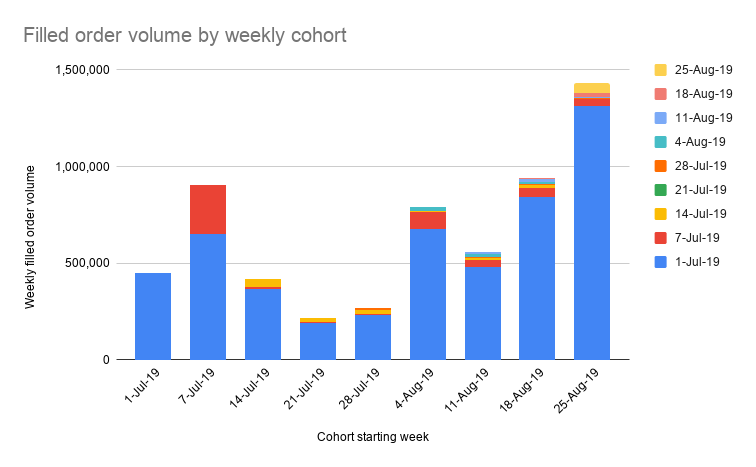 Filled order volume by weekly cohort
1,500,000
1,000,000
500,000
0
Weekly filled order volume
1-Jul-19
7-Jul-19
14-Jul-19
21-Jul-19
28-Jul-19
4-Aug-19
11-Aug-19
18-Aug-19
25-Aug-19
Cohort starting week
25-Aug-19
18-Aug-19
11-Aug-19
4-Aug-19
28-Jul-19
21-Jul-19
14-Jul-19
7-Jul-19
1-Jul-19